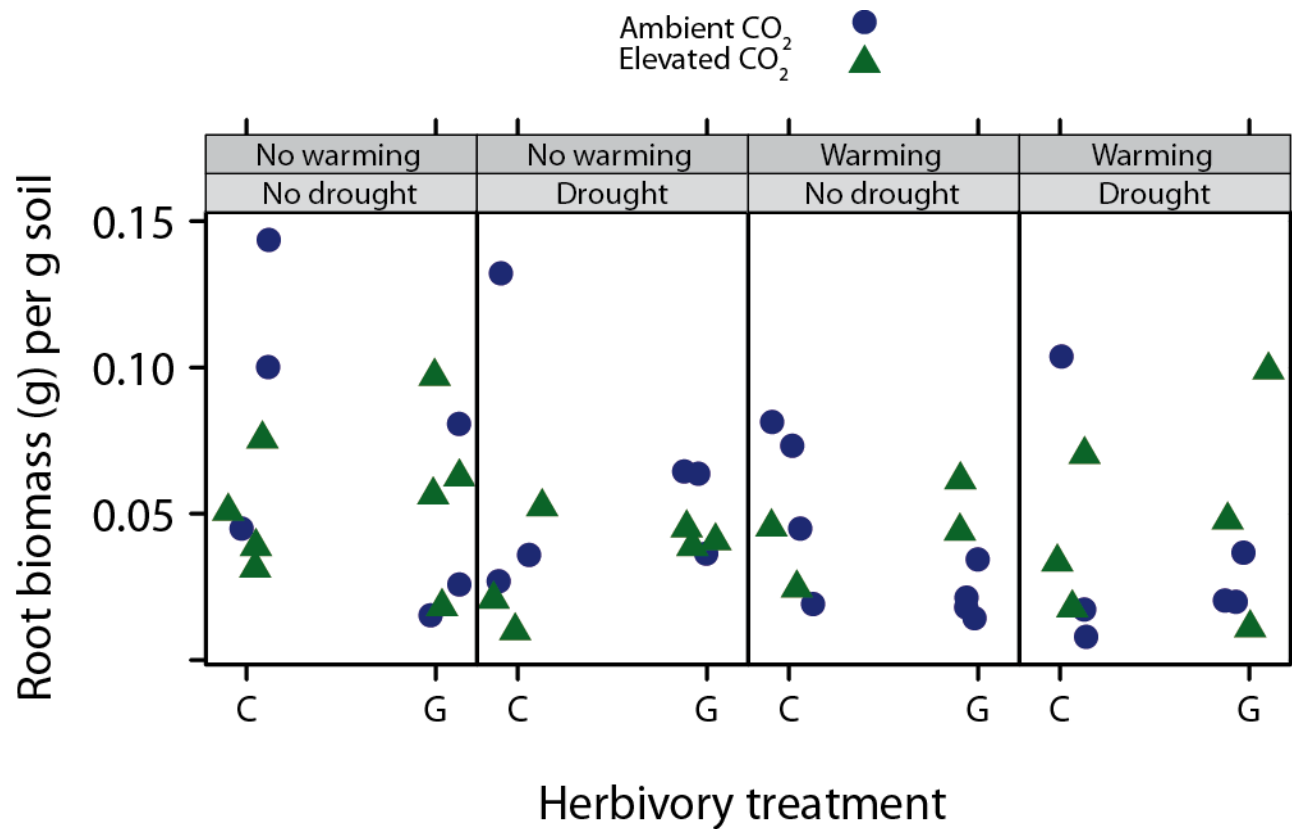 Ambient CO₂
Elevated CO₂
No warming No warming Warming Warming
No drought Drought No drought Drought
Root biomass (g) per g soil
0.15
0.10
0.05
C G C G C G C G
Herbivory treatment